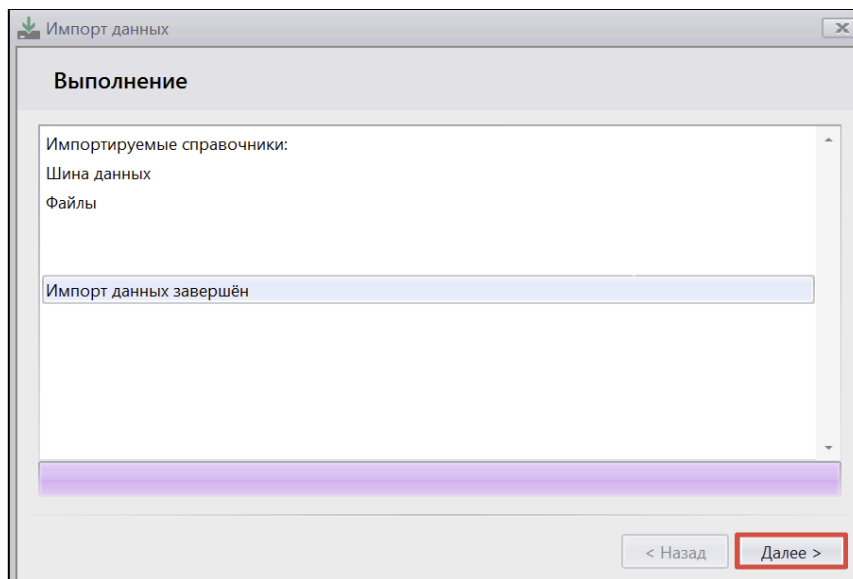 Импорт данных
Выполнение
Импортируемые справочники:
Шина данных
Файлы
Импорт данных завершён
< Назад
Далее >